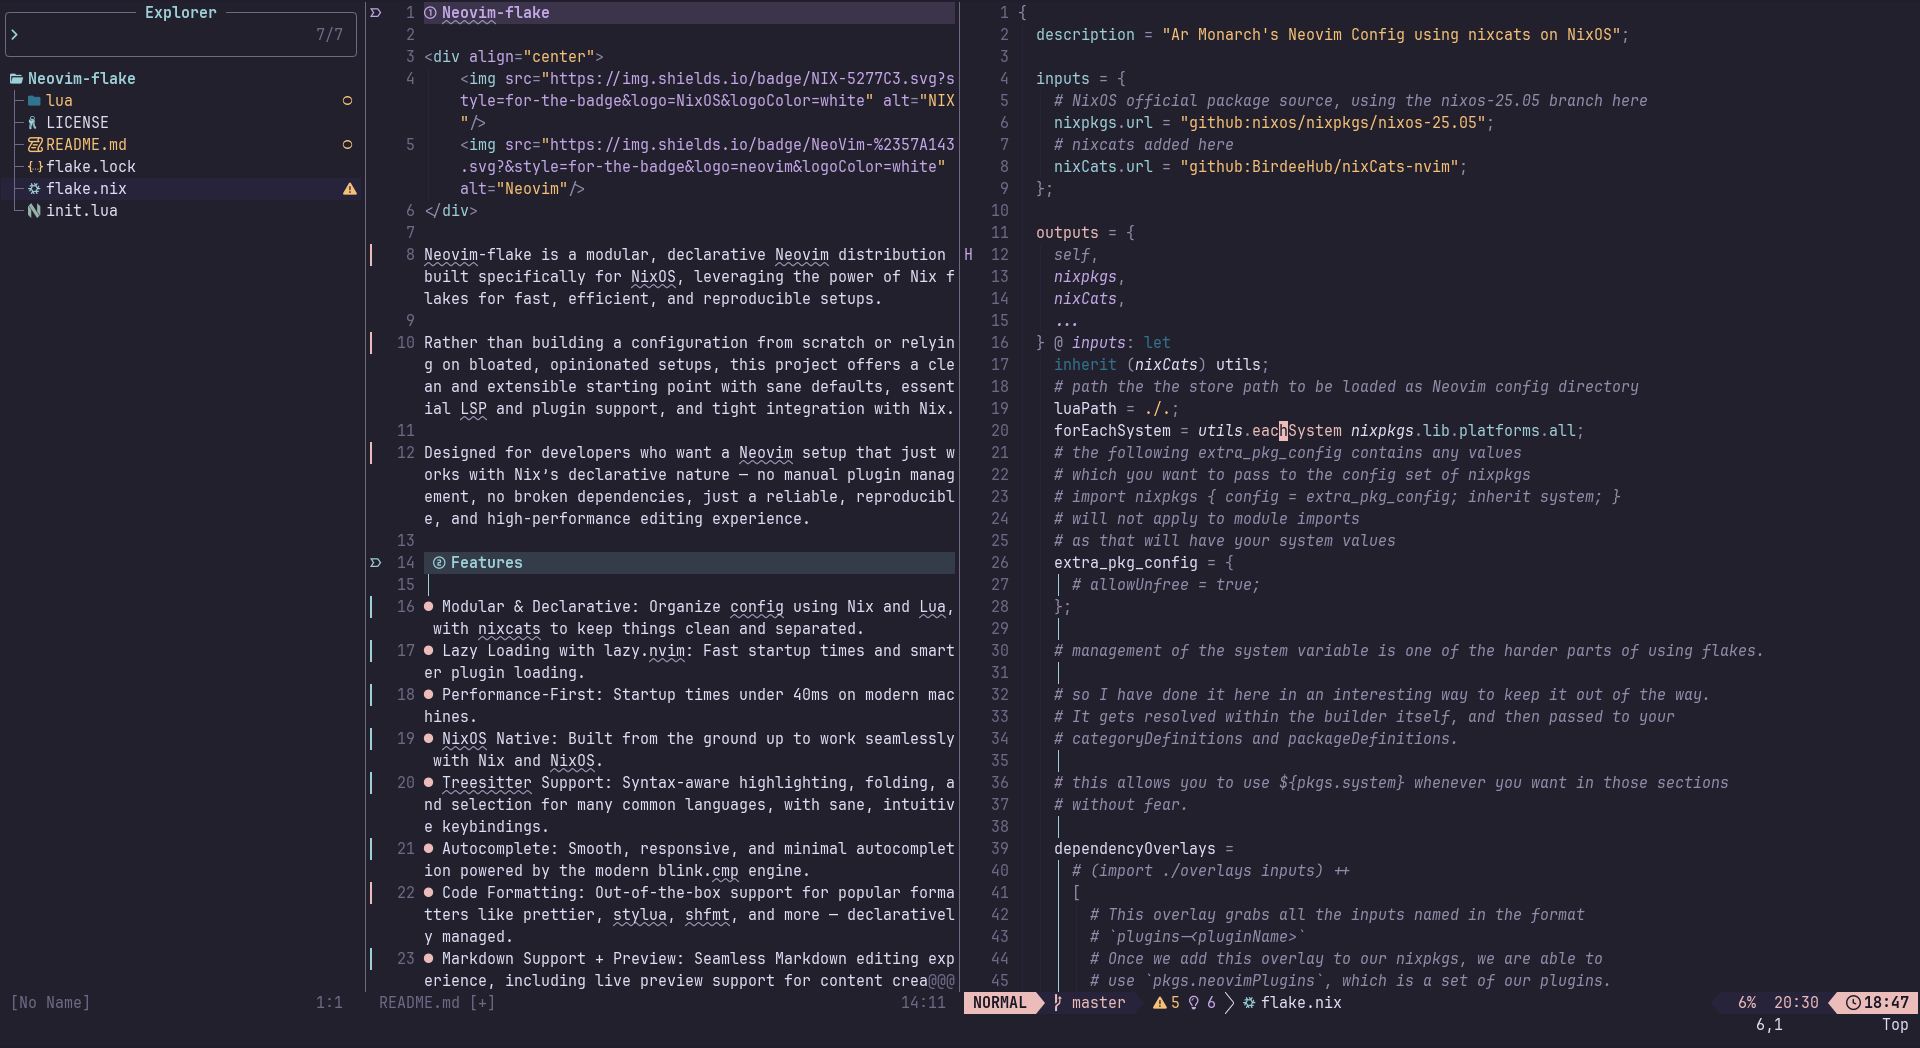 Explorer
> 7/7
Neovim-flake
lua
LICENSE
README.md
flake.lock
flake.nix
init.lua
[No Name] 1:1
1 ① Neovim-flake
2
3 <div align="center">
4 <img src="https://img.shields.io/badge/NIX-5277C3.svg?s
tyle=for-the-badge&logo=NixOS&logoColor=white" alt="NIX
"/>
5 <img src="https://img.shields.io/badge/NeoVim-%2357A143
.svg?&style=for-the-badge&logo=neovim&logoColor=white"
alt="Neovim"/>
6 </div>
7
8 Neovim-flake is a modular, declarative Neovim distribution
built specifically for NixOS, leveraging the power of Nix f
lakes for fast, efficient, and reproducible setups.
9
10 Rather than building a configuration from scratch or relyin
g on bloated, opinionated setups, this project offers a cle
an and extensible starting point with sane defaults, essent
ial LSP and plugin support, and tight integration with Nix.
11
12 Designed for developers who want a Neovim setup that just w
orks with Nix’s declarative nature — no manual plugin manag
ement, no broken dependencies, just a reliable, reproducibl
e, and high-performance editing experience.
13
14 ② Features
15
16 ● Modular & Declarative: Organize config using Nix and Lua,
with nixcats to keep things clean and separated.
17 ● Lazy Loading with lazy.nvim: Fast startup times and smart
er plugin loading.
18 ● Performance-First: Startup times under 40ms on modern mac
hines.
19 ● NixOS Native: Built from the ground up to work seamlessly
with Nix and NixOS.
20 ● Treesitter Support: Syntax-aware highlighting, folding, a
nd selection for many common languages, with sane, intuitiv
e keybindings.
21 ● Autocomplete: Smooth, responsive, and minimal autocomplet
ion powered by the modern blink.cmp engine.
22 ● Code Formatting: Out-of-the-box support for popular forma
tters like prettier, stylua, shfmt, and more — declarativel
y managed.
23 ● Markdown Support + Preview: Seamless Markdown editing exp
erience, including live preview support for content crea@@@
README.md [+] 14:11
1 {
2 description = "Ar Monarch's Neovim Config using nixcats on NixOS";
3
4 inputs = {
5 # NixOS official package source, using the nixos-25.05 branch here
6 nixpkgs.url = "github:nixos/nixpkgs/nixos-25.05";
7 # nixcats added here
8 nixCats.url = "github:BirdeeHub/nixCats-nvim";
9 };
10
11 outputs = {
H 12 self,
13 nixpkgs,
14 nixCats,
15 ...
16 } @ inputs: let
17 inherit (nixCats) utils;
18 # path the the store path to be loaded as Neovim config directory
19 luaPath = ./.;
20 forEachSystem = utils.eachSystem nixpkgs.lib.platforms.all;
21 # the following extra_pkg_config contains any values
22 # which you want to pass to the config set of nixpkgs
23 # import nixpkgs { config = extra_pkg_config; inherit system; }
24 # will not apply to module imports
25 # as that will have your system values
26 extra_pkg_config = {
27 # allowUnfree = true;
28 };
29
30 # management of the system variable is one of the harder parts of using flakes.
31
32 # so I have done it here in an interesting way to keep it out of the way.
33 # It gets resolved within the builder itself, and then passed to your
34 # categoryDefinitions and packageDefinitions.
35
36 # this allows you to use ${pkgs.system} whenever you want in those sections
37 # without fear.
38
39 dependencyOverlays =
40 # (import ./overlays inputs) ++
41 [
42 # This overlay grabs all the inputs named in the format
43 # `plugins-<pluginName>`
44 # Once we add this overlay to our nixpkgs, we are able to
45 # use `pkgs.neovimPlugins`, which is a set of our plugins.
NORMAL master 5 6 flake.nix 6% 20:30 18:47
6,1 Top